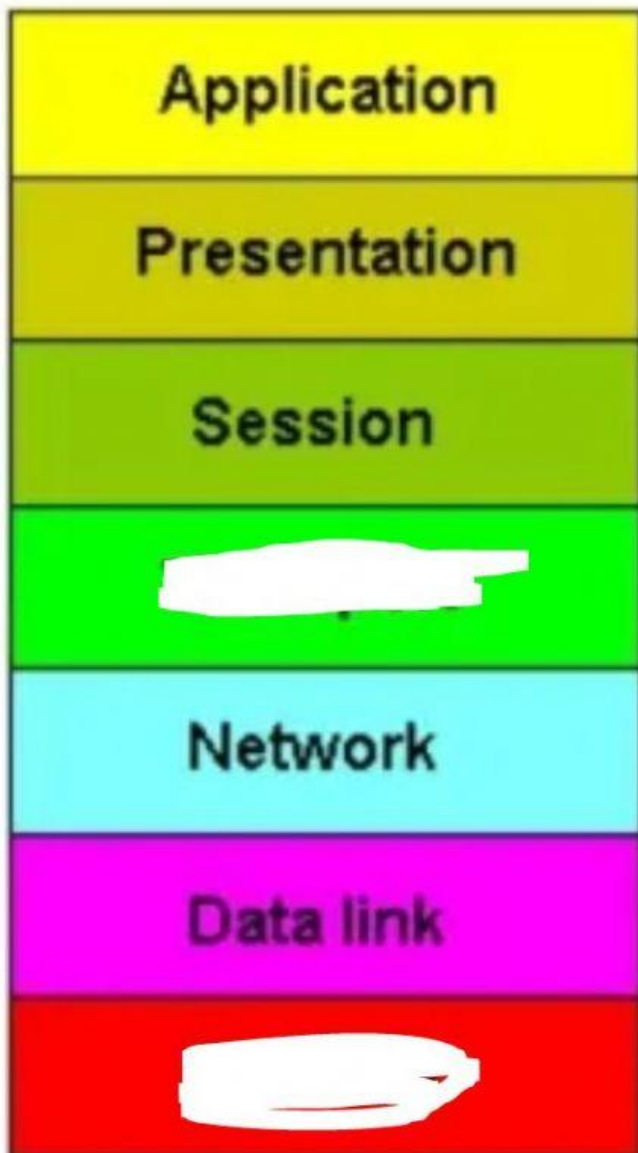 Application
Presentation
Session
Network
Data link